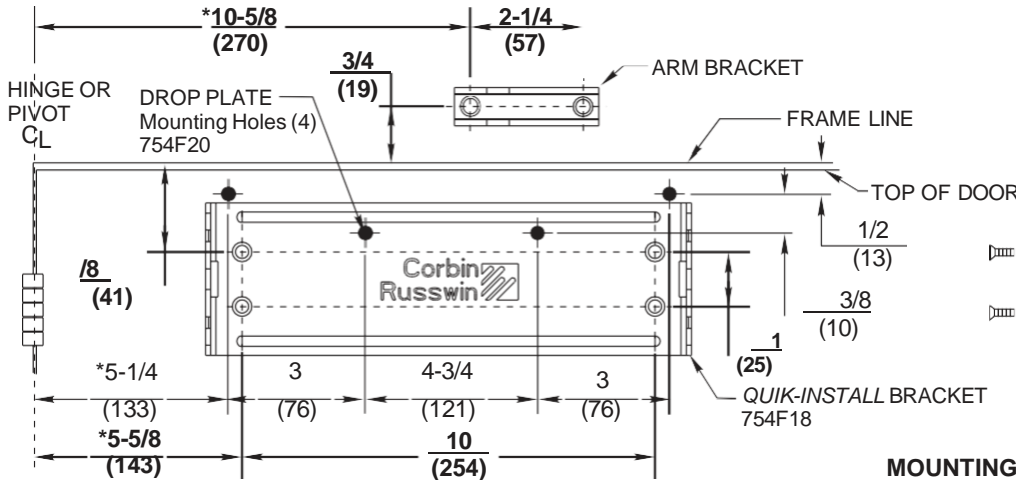 *10-5/8
(270)
2-1/4
(57)
3/4
(19)
ARM BRACKET
HINGE OR
PIVOT
CL
DROP PLATE
Mounting Holes (4)
754F20
FRAME LINE
TOP OF DOOR
1/2
(13)
/8
(41)
Corbin
Russwin
3/8
(10)
1
(25)
*5-1/4
(133)
3
(76)
4-3/4
(121)
3
(76)
QUIK-INSTALL BRACKET
754F18
*5-5/8
(143)
10
(254)
MOUNTING